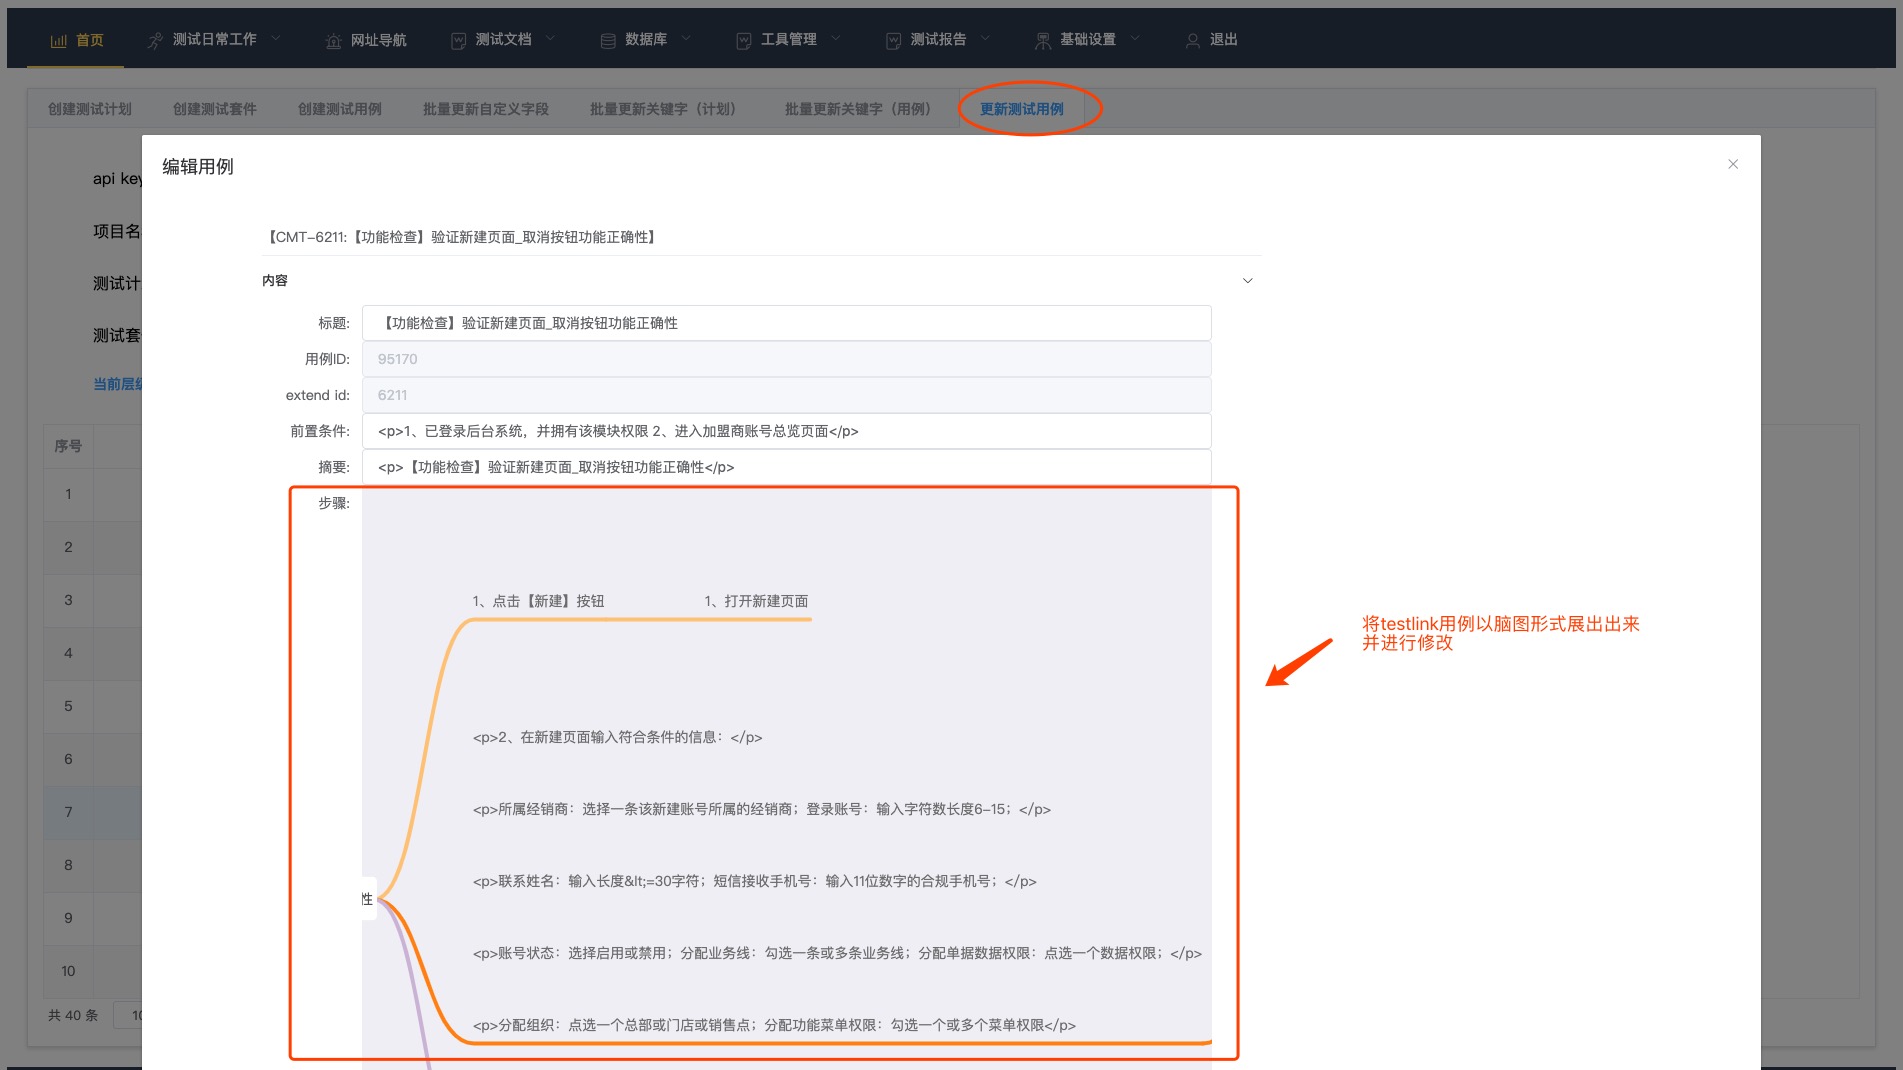 首页
测试日常工作
网址导航
测试文档
数据库
工具管理
测试报告
基础设置
退出
创建测试计划
创建测试套件
创建测试用例
批量更新自定义字段
批量更新关键字（计划）
批量更新关键字（用例）
更新测试用例
编辑用例
api key
项目名
测试计
测试套
当前层级
【CMT-6211:【功能检查】验证新建页面_取消按钮功能正确性】
内容
标题: 【功能检查】验证新建页面_取消按钮功能正确性
用例ID: 95170
extend id: 6211
前置条件: <p>1、已登录后台系统，并拥有该模块权限 2、进入加盟商账号总览页面</p>
摘要: <p>【功能检查】验证新建页面_取消按钮功能正确性</p>
步骤:
1、点击【新建】按钮
1、打开新建页面
<p>2、在新建页面输入符合条件的信息：</p>
<p>所属经销商：选择一条该新建账号所属的经销商；登录账号：输入字符数长度6-15；</p>
<p>联系姓名：输入长度&lt;=30字符；短信接收手机号：输入11位数字的合规手机号；</p>
性
<p>账号状态：选择启用或禁用；分配业务线：勾选一条或多条业务线；分配单据数据权限：点选一个数据权限；</p>
<p>分配组织：点选一个总部或门店或销售点；分配功能菜单权限：勾选一个或多个菜单权限</p>
将testlink用例以脑图形式展出出来
并进行修改
序号
1
2
3
4
5
6
7
8
9
10
共 40 条
10